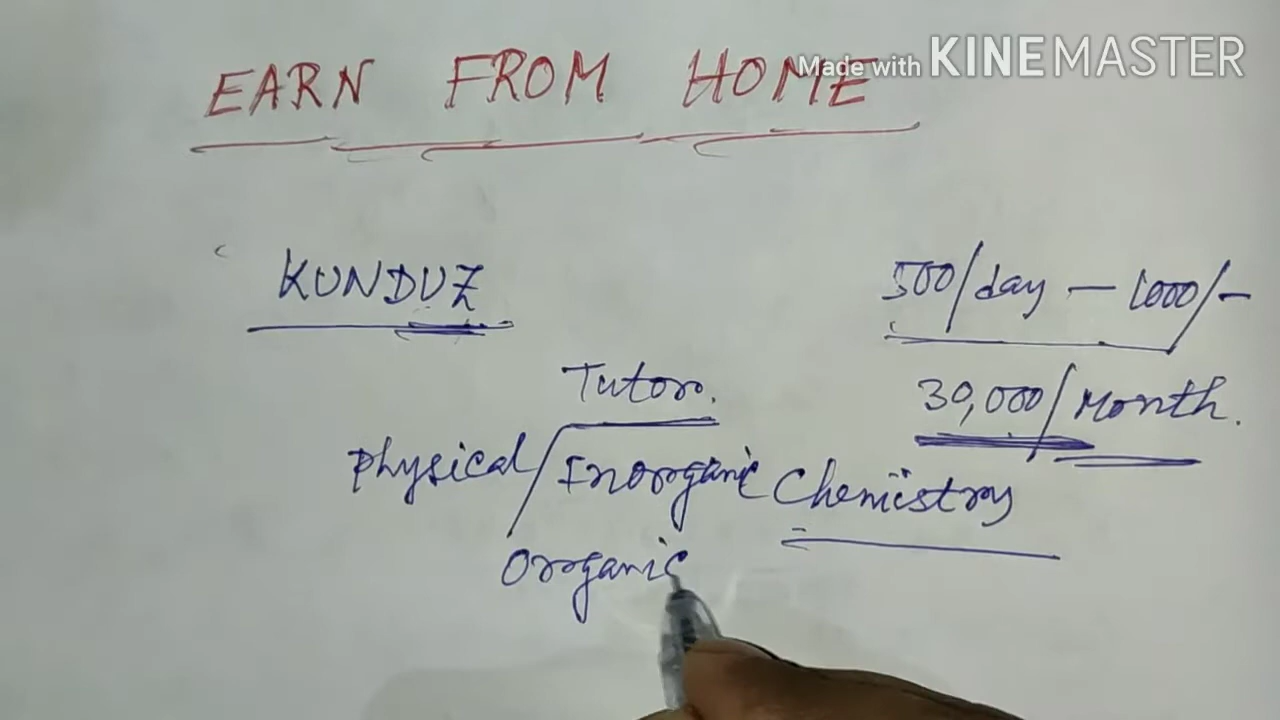 EARN FROM HOME
Made with KINEMASTER
KUNDUZ
500/day — 1000/-
Tutor.
30,000/Month.
Physical/Inorganic Chemistry
Organic